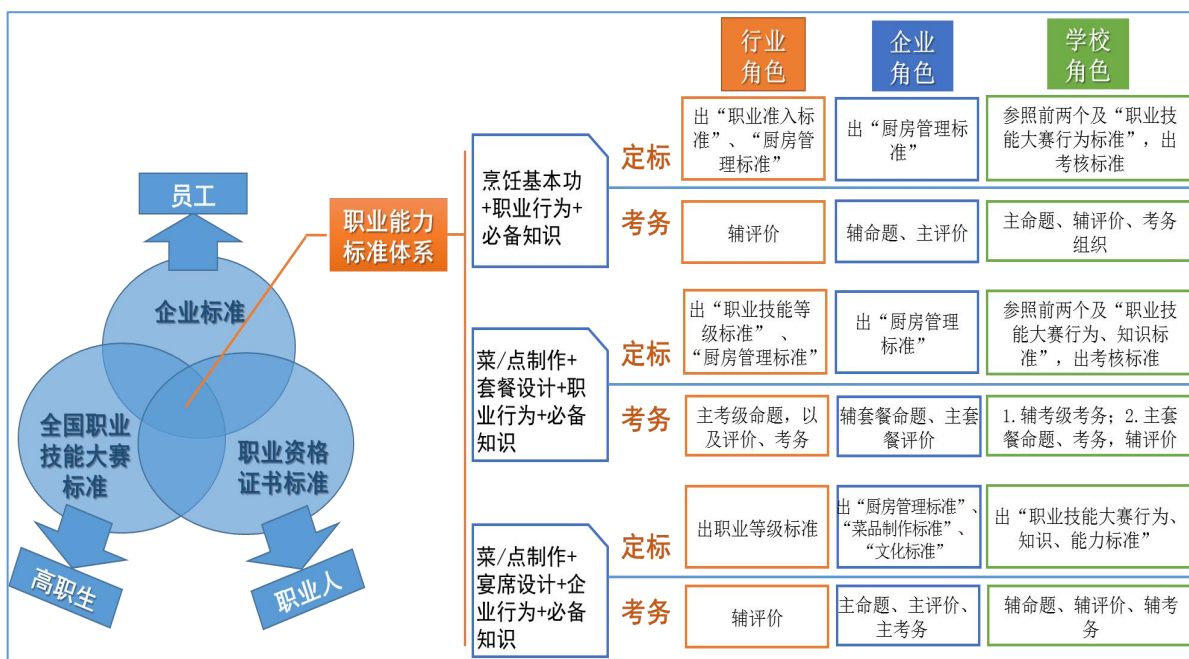 行业
角色
企业
角色
学校
角色
员工
企业标准
全国职业
技能大赛
标准
职业资格
证书标准
高职生
职业人
职业能力
标准体系
烹饪基本功
+职业行为+
必备知识
定标
出“职业准入标
准”、“厨房管
理标准”
出“厨房管理标
准”
参照前两个及“职业技
能大赛行为标准”，出
考核标准
考务
辅评价
辅命题、主评价
主命题、辅评价、考务
组织
菜/点制作+
套餐设计+职
业行为+必备
知识
定标
出“职业技能等
级标准”、
“厨房管理标准”
出“厨房管理
标准”
参照前两个及“职业技
能大赛行为、知识标
准”，出考核标准
考务
主考级命题，以
及评价、考务
辅套餐命题、主套
餐评价
1.辅考级考务；2.主套
餐命题、考务，辅评价
菜/点制作+
宴席设计+企
业行为+必备
知识
定标
出职业等级标准
出“厨房管理标准”、
“菜品制作标准”、
“文化标准”
出“职业技能大赛行为、
知识、能力标准”
考务
辅评价
主命题、主评价、
主考务
辅命题、辅评价、辅考
务